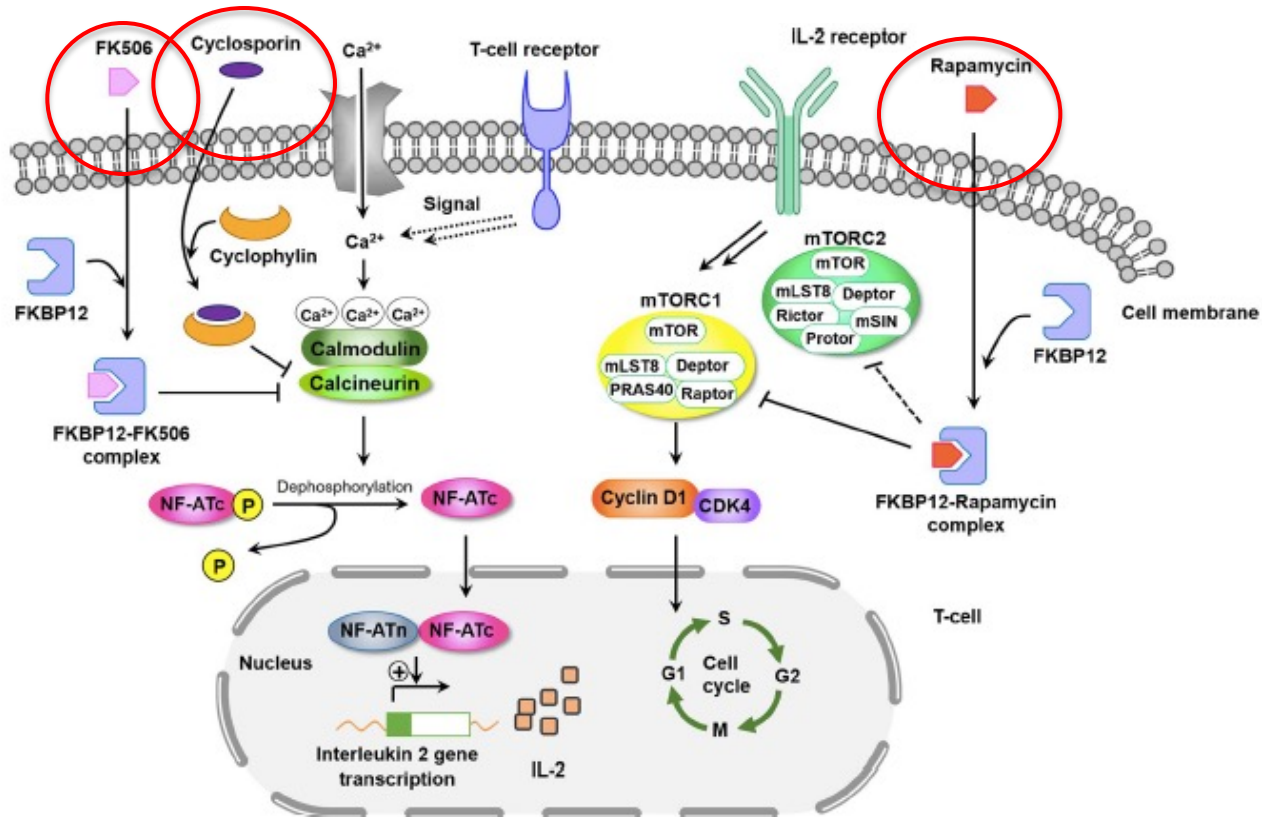 FK506
Cyclosporin
Ca²⁺
T-cell receptor
IL-2 receptor
Rapamycin
Signal
Ca²⁺
Cyclophylin
FKBP12
mTORC2
mTOR
mLST8
Deptor
Rictor
mSIN
Protor
mTORC1
mTOR
mLST8
Deptor
PRAS40
Raptor
Cell membrane
FKBP12
Ca²⁺
Ca²⁺
Ca²⁺
Calmodulin
Calcineurin
FKBP12-FK506
complex
FKBP12-Rapamycin
complex
NF-ATc
P
Dephosphorylation
NF-ATc
P
Cyclin D1
CDK4
T-cell
Nucleus
NF-ATn
NF-ATc
+
Interleukin 2 gene
transcription
IL-2
S
G1
Cell
cycle
G2
M